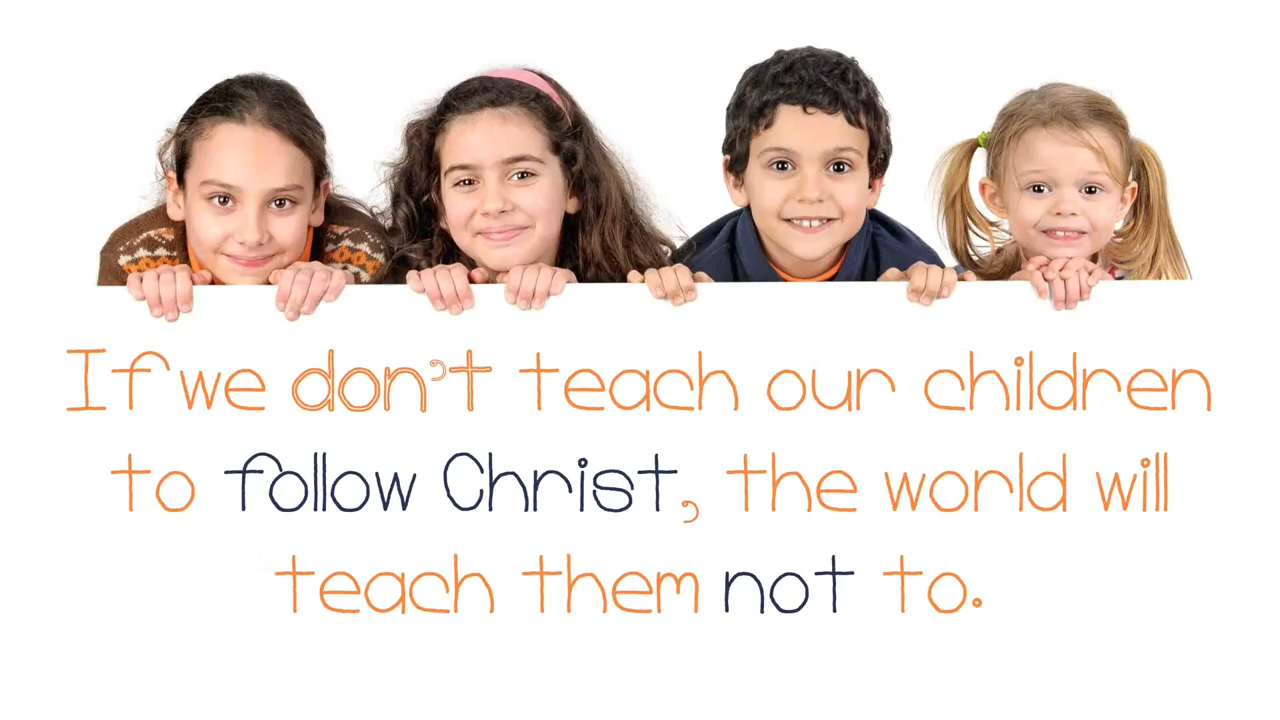 If we don't teach our children
to follow Christ, the world will
teach them not to.